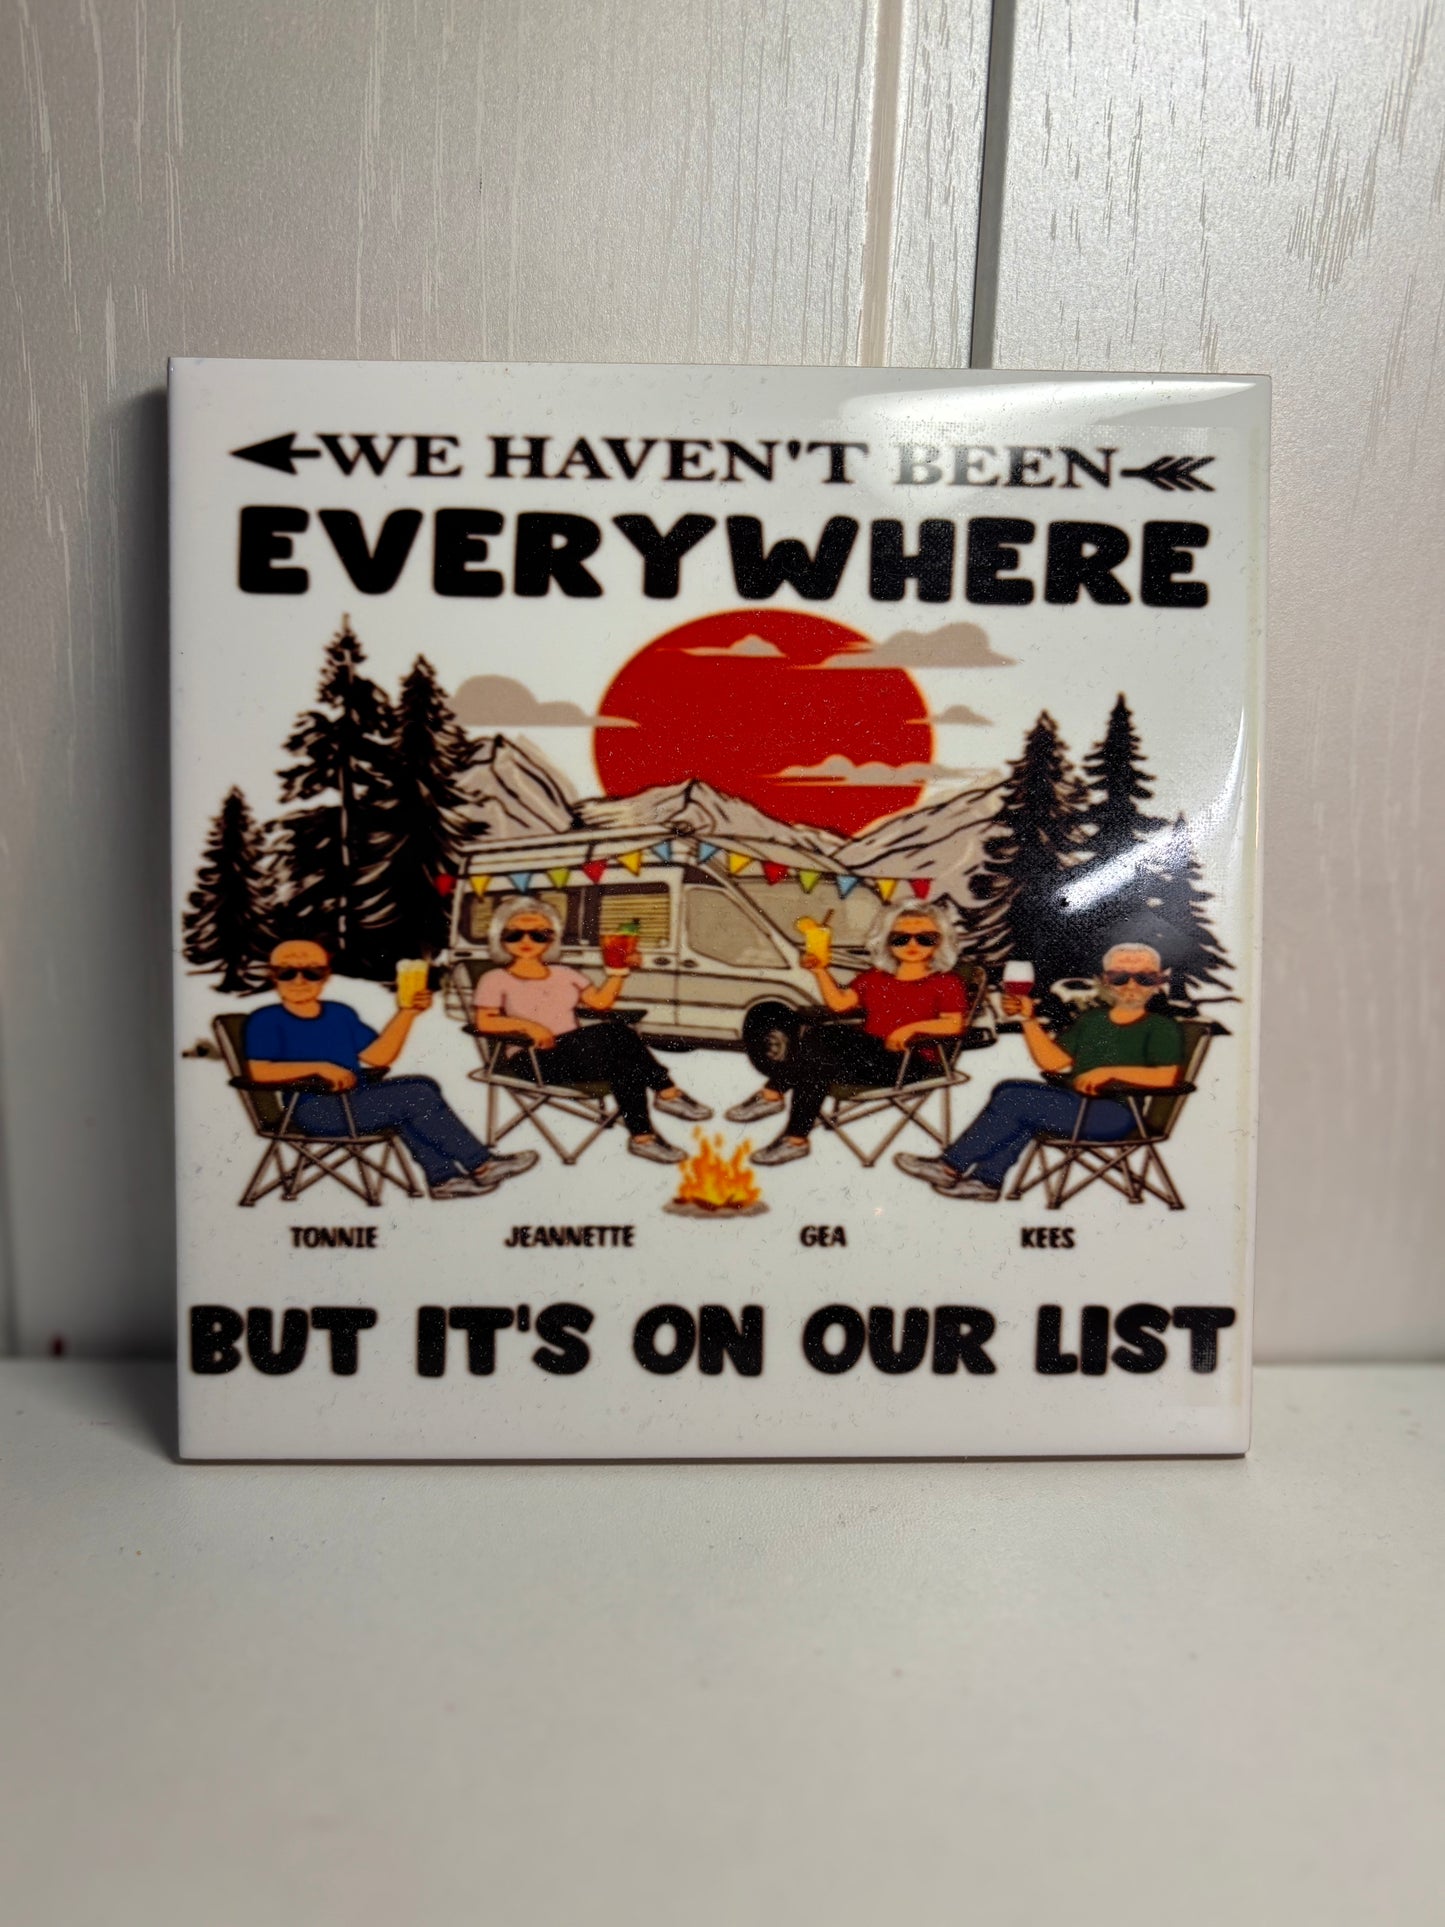 WE HAVEN'T BEEN
EVERYWHERE
TONNIE JEANNETTE GEA KEES
BUT IT'S ON OUR LIST